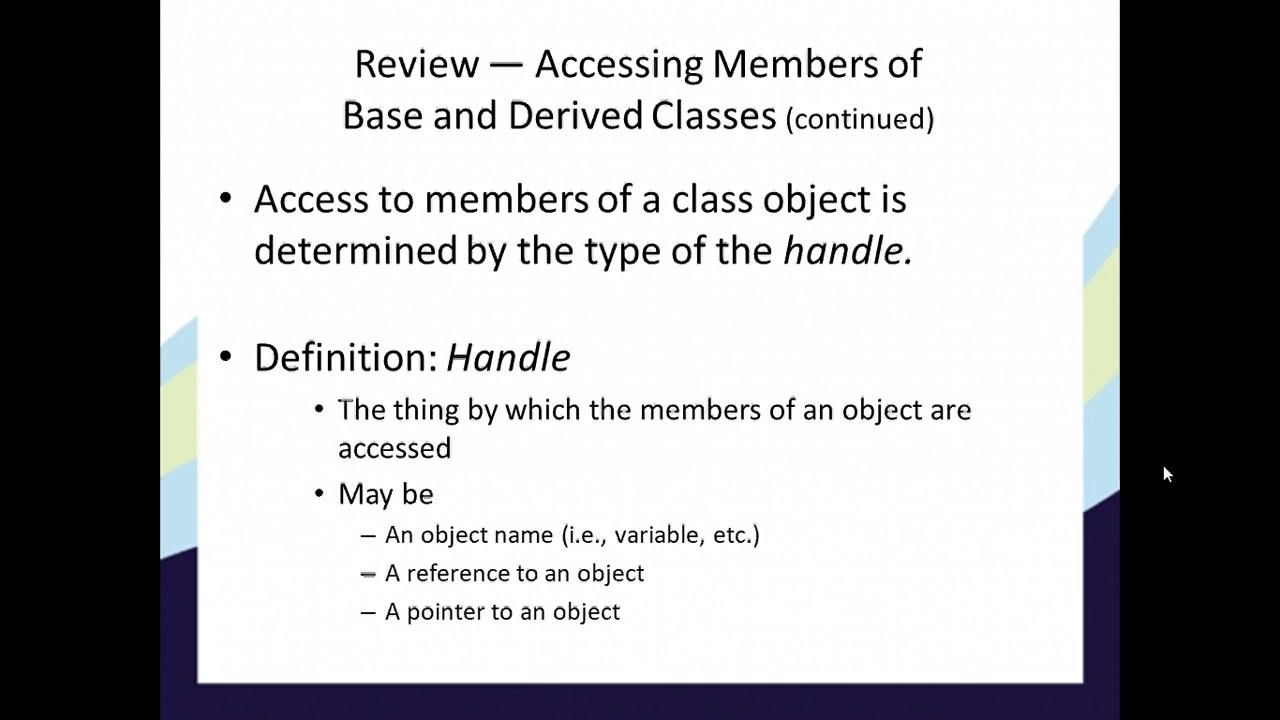 Review — Accessing Members of
Base and Derived Classes (continued)
• Access to members of a class object is
determined by the type of the handle.
• Definition: Handle
• The thing by which the members of an object are
accessed
• May be
– An object name (i.e., variable, etc.)
– A reference to an object
– A pointer to an object